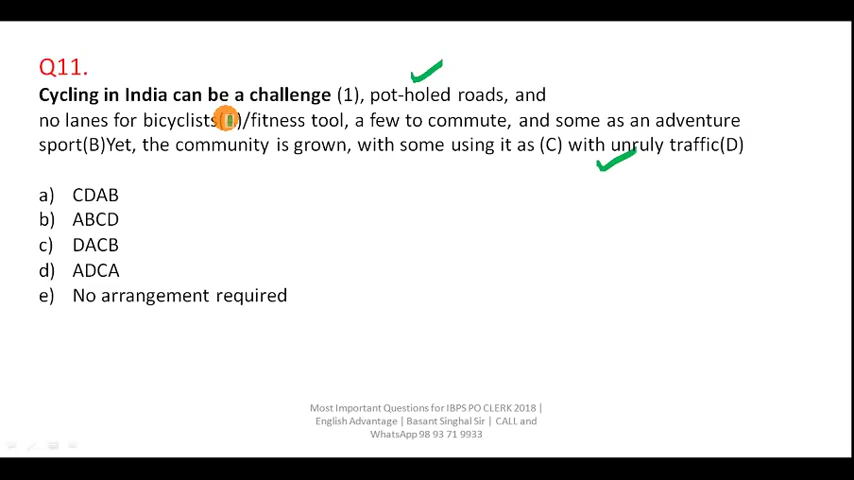 Q11.
Cycling in India can be a challenge (1), pot-holed roads, and
no lanes for bicyclists( )/fitness tool, a few to commute, and some as an adventure
sport(B)Yet, the community is grown, with some using it as (C) with unruly traffic(D)
a) CDAB
b) ABCD
c) DACB
d) ADCA
e) No arrangement required
Most Important Questions for IBPS PO CLERK 2018 |
English Advantage | Basant Singhal Sir | CALL and
WhatsApp 98 93 71 9933